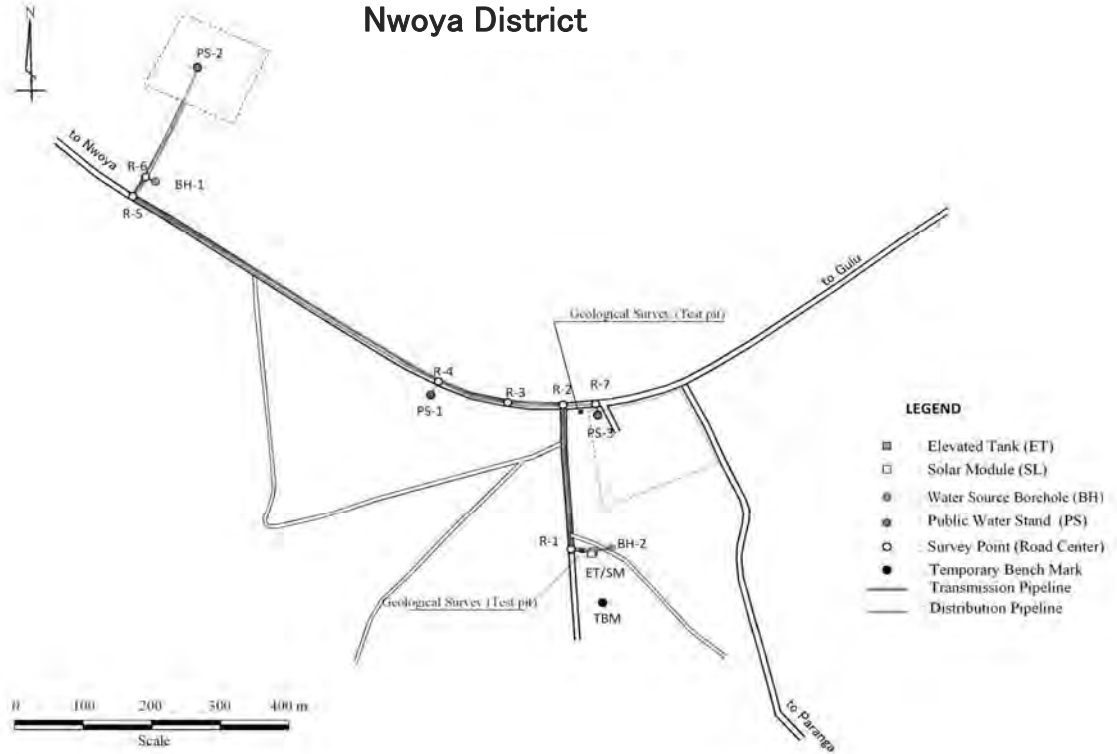 Nwoya District
N
PS-2
to Nwoya
R-6
BH-1
R-5
to Gulu
Geological Survey (Test pit)
R-4
R-3
R-2
R-7
PS-1
PS-3
R-1
BH-2
ET/SM
Geological Survey (Test pit)
TBM
to Paranga
LEGEND
Elevated Tank (ET)
Solar Module (SL)
Water Source Borehole (BH)
Public Water Stand (PS)
Survey Point (Road Center)
Temporary Bench Mark
Transmission Pipeline
Distribution Pipeline
0 100 200 300 400 m
Scale